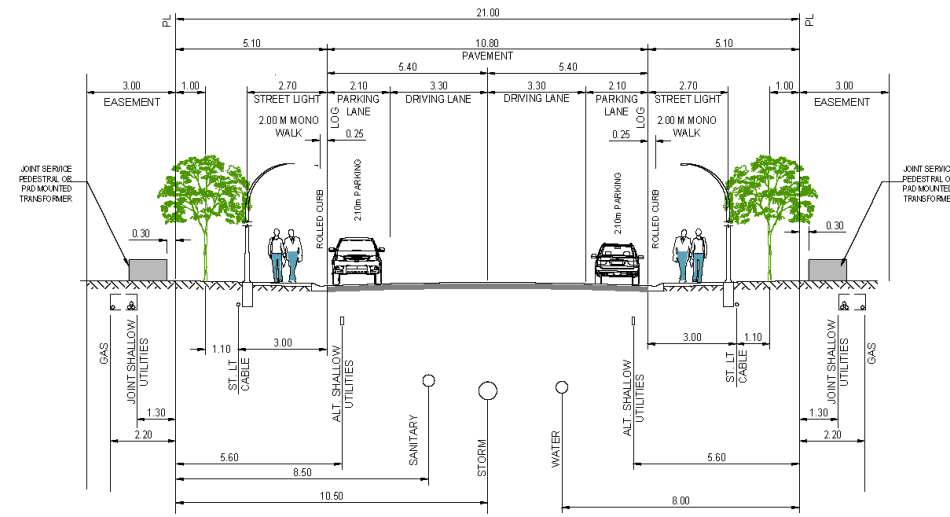 PL
21.00
PL
5.10
10.80
5.10
PAVEMENT
5.40
5.40
3.00
1.00
2.70
2.10
3.30
3.30
2.10
2.70
1.00
3.00
EASEMENT
STREET LIGHT
PARKING
LANE
DRIVING LANE
DRIVING LANE
PARKING
LANE
STREET LIGHT
EASEMENT
2.00 M MONO
WALK
LOG
0.25
0.25
LOG
2.00 M MONO
WALK
JOINT SERVICE
PEDESTRAL OR
PAD MOUNTED
TRANSFORMER
2.10m PARKING
ROLLED CURB
2.10m PARKING
ROLLED CURB
JOINT SERVICE
PEDESTRAL O
PAD MOUNTED
TRANSFORME
0.30
0.30
GAS
JOINT SHALLOW
UTILITIES
1.10
3.00
ST. LT
CABLE
ALT. SHALLOW
UTILITIES
SANITARY
STORM
WATER
ALT. SHALLOW
UTILITIES
3.00
1.10
ST. LT
CABLE
JOINT SHALLOW
UTILITIES
GAS
1.30
1.30
2.20
2.20
5.60
5.60
8.50
10.50
8.00